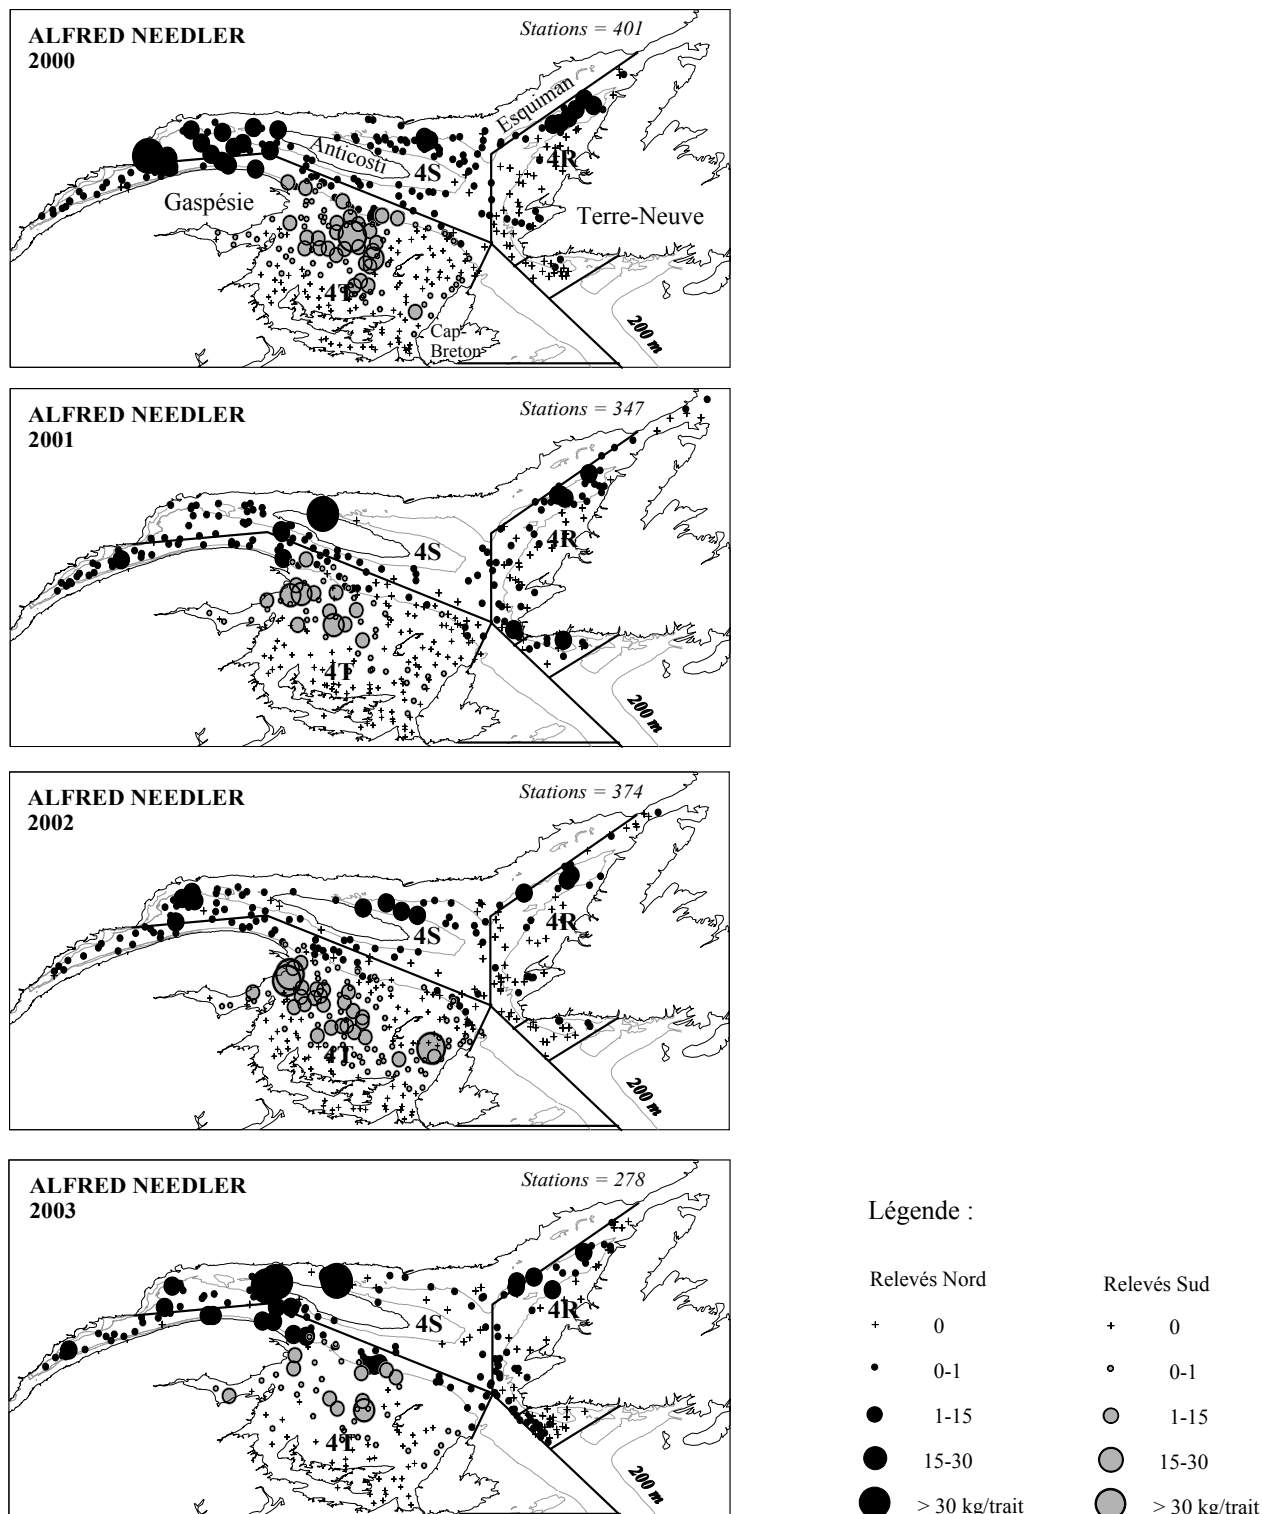 ALFRED NEEDLER
2000
Stations = 401
Esquiman
Anticosti
4S
4R
Gaspésie
Terre-Neuve
4T
Cap-
Breton
200 m
ALFRED NEEDLER
2001
Stations = 347
4S
4R
4T
200 m
ALFRED NEEDLER
2002
Stations = 374
4S
4R
4T
200 m
ALFRED NEEDLER
2003
Stations = 278
4S
4R
4T
200 m
Légende :
Relevés Nord
0
0-1
1-15
15-30
> 30 kg/trait
Relevés Sud
0
0-1
1-15
15-30
> 30 kg/trait